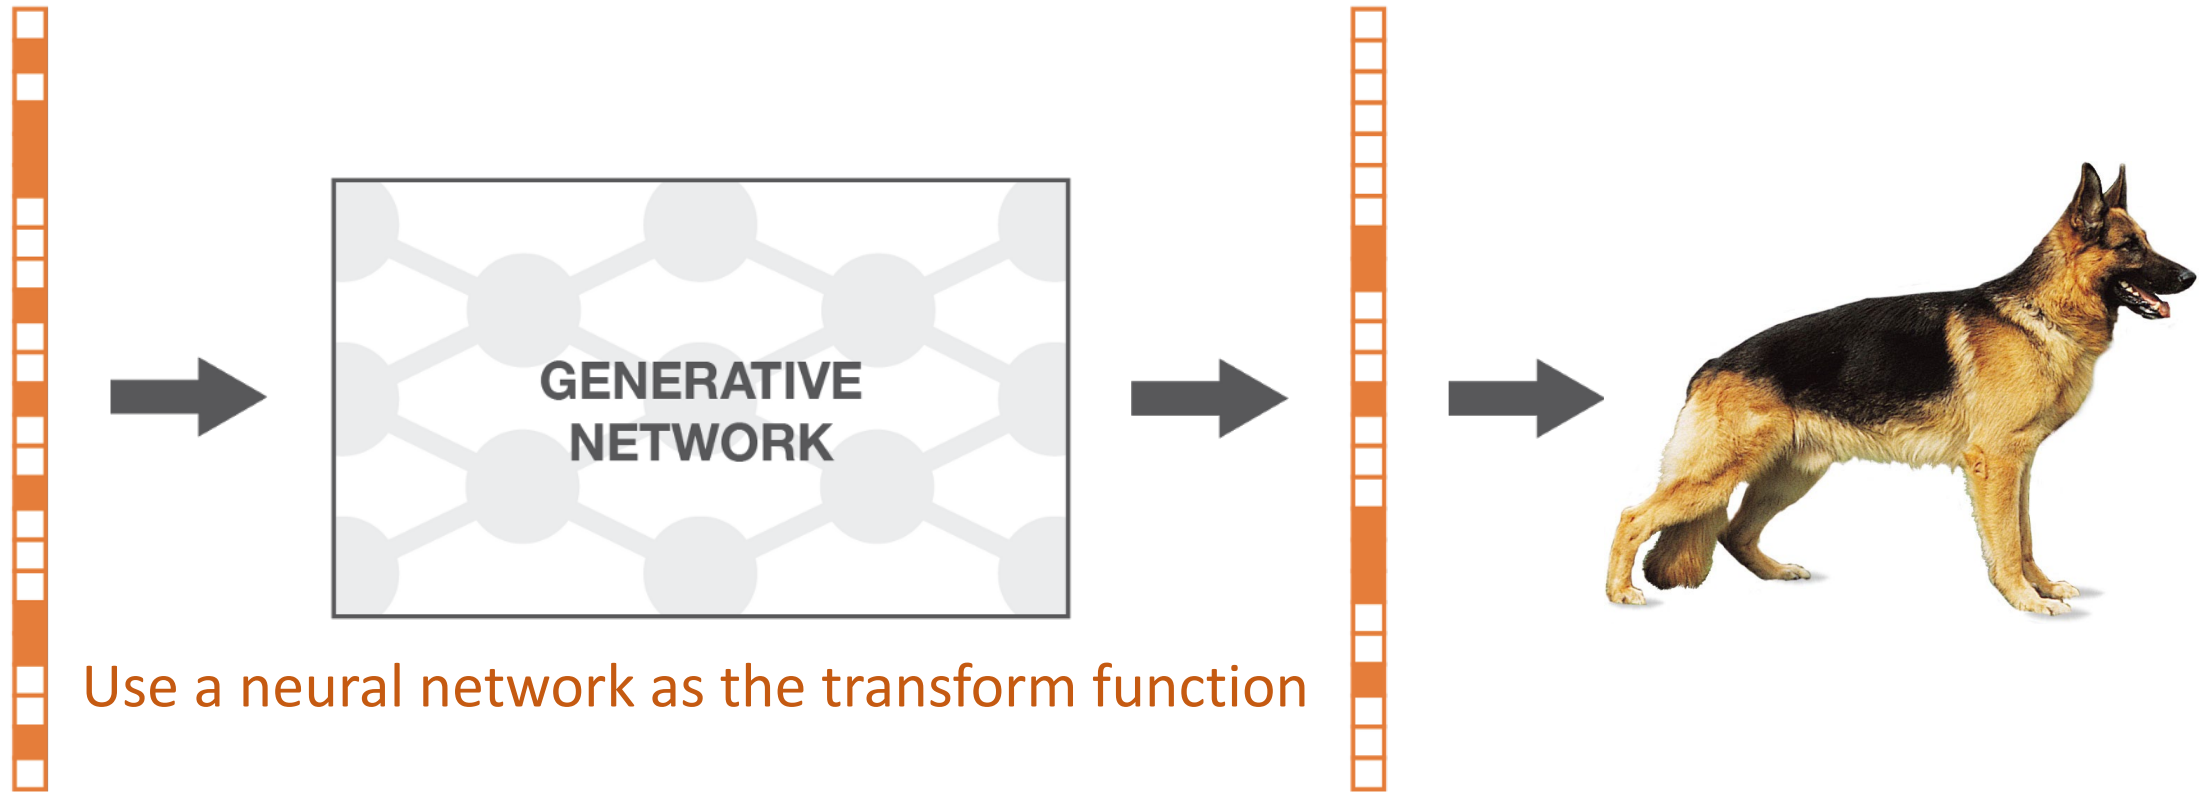 GENERATIVE
NETWORK
Use a neural network as the transform function